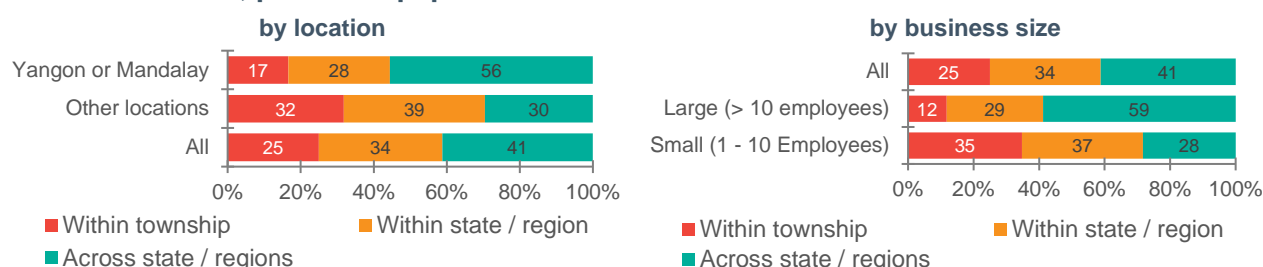 by location
Yangon or Mandalay 17 28 56
Other locations 32 39 30
All 25 34 41
0% 20% 40% 60% 80% 100%
Within township Within state / region
Across state / regions
by business size
All 25 34 41
Large (> 10 employees) 12 29 59
Small (1 - 10 Employees) 35 37 28
0% 20% 40% 60% 80% 100%
Within township Within state / region
Across state / regions